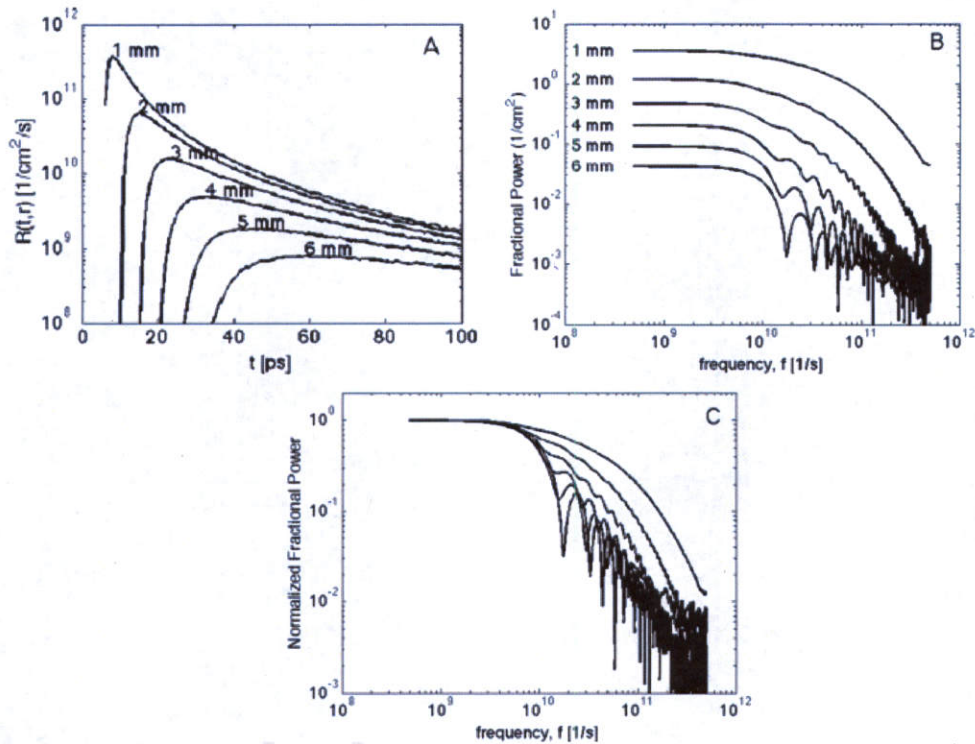 A
R(t,r) [1/cm²/s]
10¹²
10¹¹
10¹⁰
10⁹
10⁸
1 mm
2 mm
3 mm
4 mm
5 mm
6 mm
0
20
40
60
80
100
t [ps]
B
Fractional Power (1/cm²)
10¹
10⁰
10⁻¹
10⁻²
10⁻³
10⁻⁴
1 mm
2 mm
3 mm
4 mm
5 mm
6 mm
10⁸
10⁹
10¹⁰
10¹¹
10¹²
frequency, f [1/s]
C
Normalized Fractional Power
10⁰
10⁻¹
10⁻²
10⁻³
10⁸
10⁹
10¹⁰
10¹¹
10¹²
frequency, f [1/s]